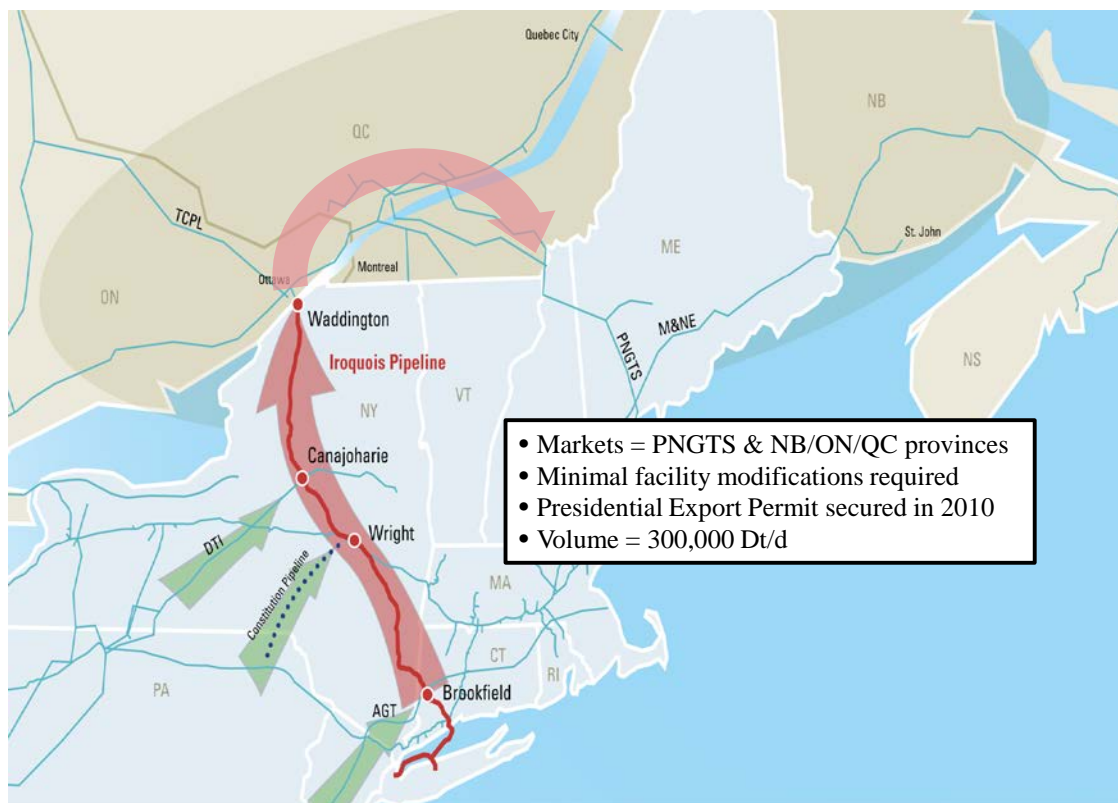 Quebec City
NB
QC
TCPL
St. John
ME
Ottawa
Montreal
ON
Waddington
M&NE
PNGTS
NS
Iroquois Pipeline
NY
VT
• Markets = PNGTS & NB/ON/QC provinces
• Minimal facility modifications required
• Presidential Export Permit secured in 2010
• Volume = 300,000 Dt/d
Canajoharie
Wright
DTI
Constitution Pipeline
MA
CT
RI
PA
Brookfield
AGT